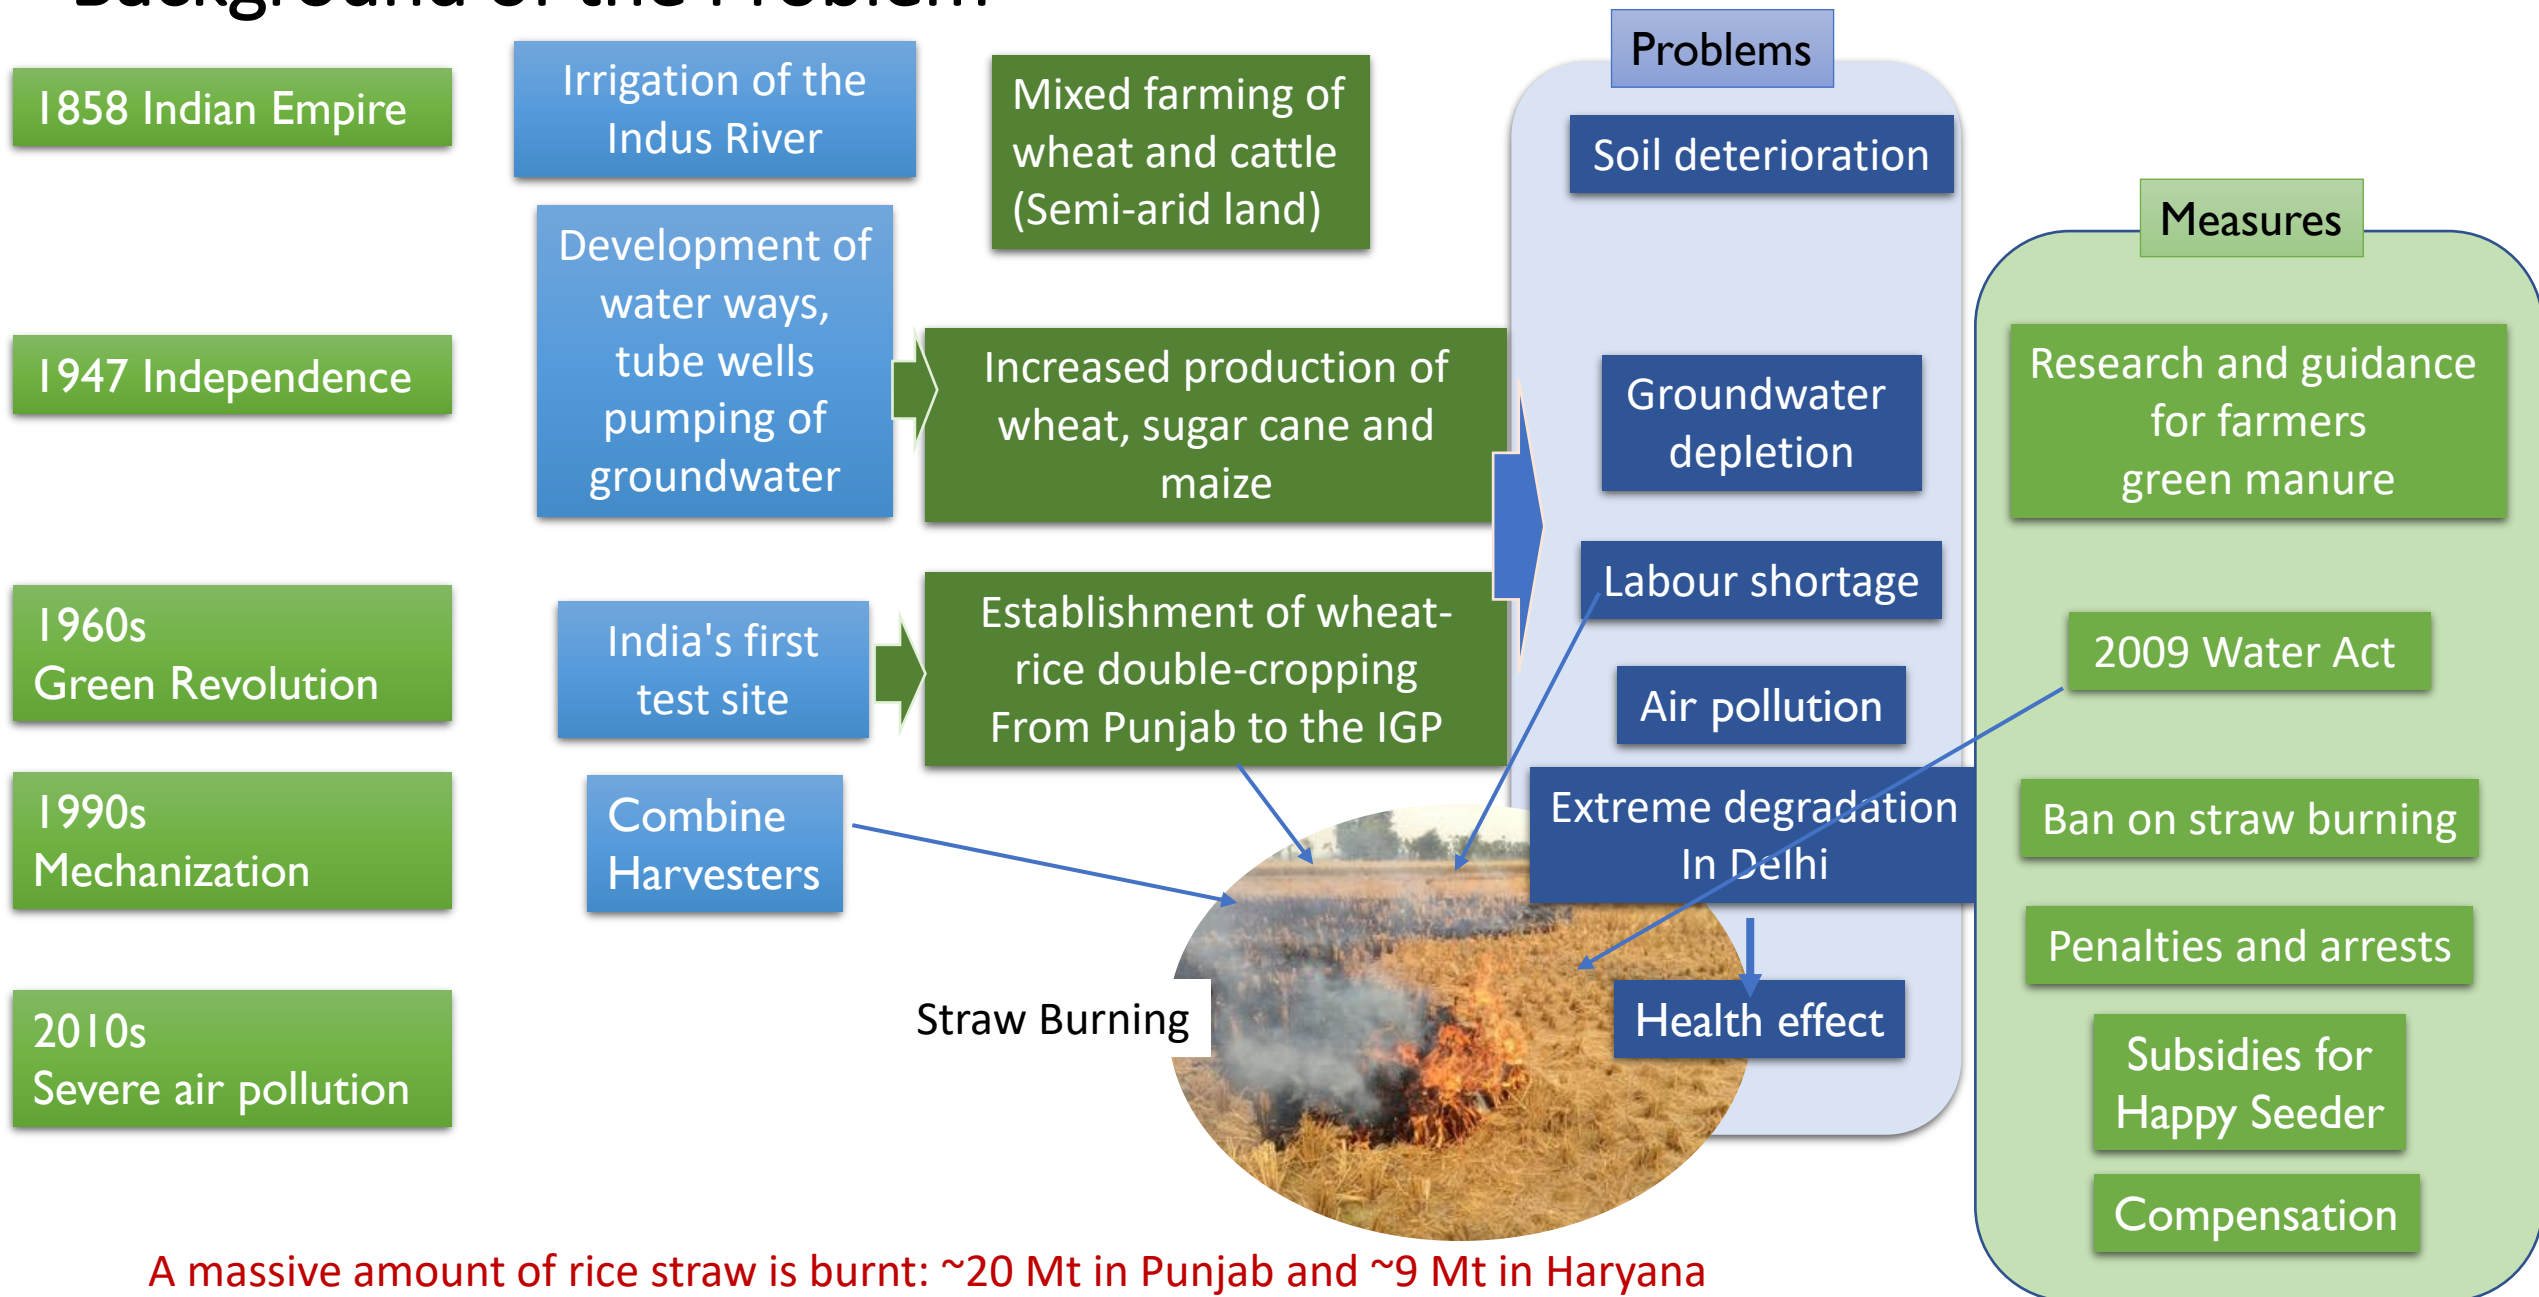 Background of the Problem
1858 Indian Empire
1947 Independence
1960s
Green Revolution
1990s
Mechanization
2010s
Severe air pollution
Irrigation of the
Indus River
Development of
water ways,
tube wells
pumping of
groundwater
India's first
test site
Combine
Harvesters
Mixed farming of
wheat and cattle
(Semi-arid land)
Increased production of
wheat, sugar cane and
maize
Establishment of wheat-
rice double-cropping
From Punjab to the IGP
Straw Burning
Problems
Soil deterioration
Groundwater
depletion
Labour shortage
Air pollution
Extreme degradation
In Delhi
Health effect
Measures
Research and guidance
for farmers
green manure
2009 Water Act
Ban on straw burning
Penalties and arrests
Subsidies for
Happy Seeder
Compensation
A massive amount of rice straw is burnt: ~20 Mt in Punjab and ~9 Mt in Haryana